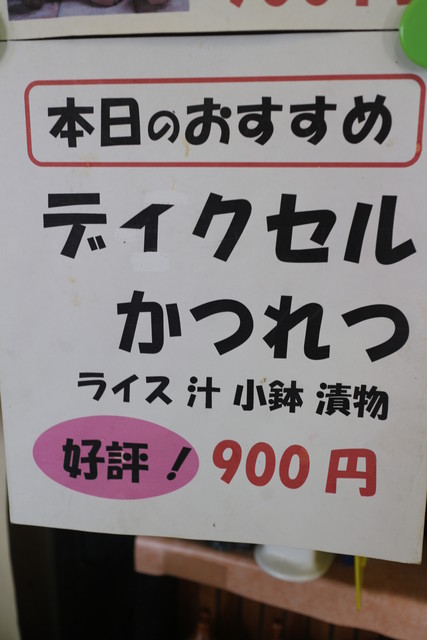 本日のおすすめ
ディクセル
かつれつ
ライス 汁 小鉢 漬物
好評！ 900円